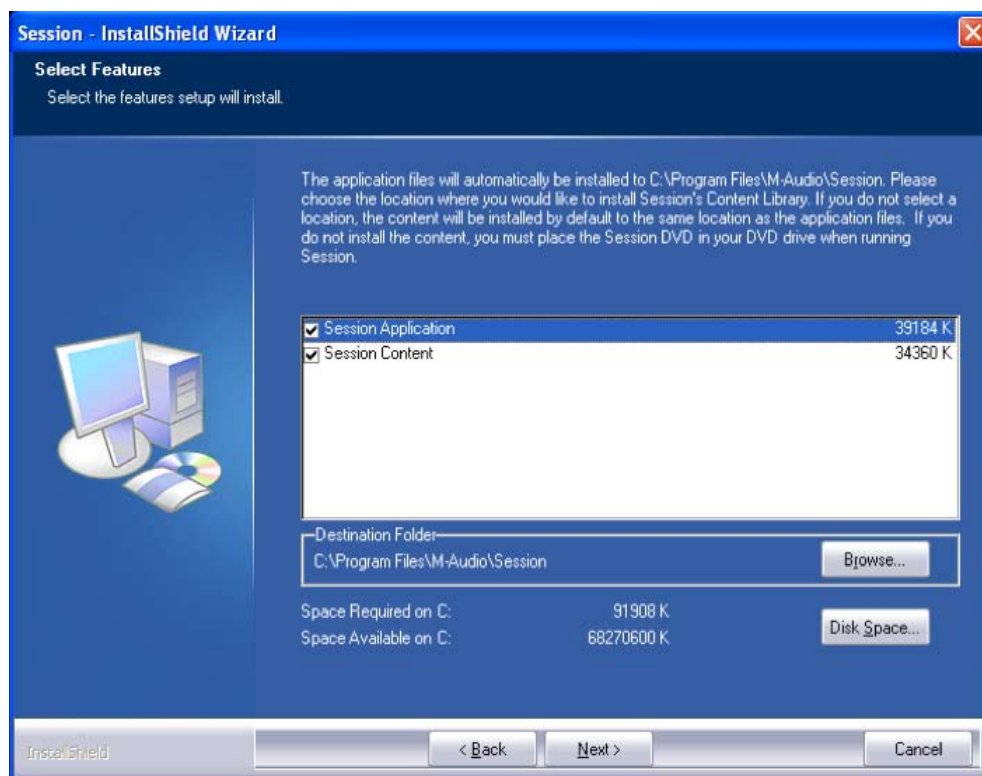 Session - InstallShield Wizard
Select Features
Select the features setup will install.
The application files will automatically be installed to C:\Program Files\M-Audio\Session. Please
choose the location where you would like to install Session's Content Library. If you do not select a
location, the content will be installed by default to the same location as the application files. If you
do not install the content, you must place the Session DVD in your DVD drive when running
Session.
Session Application 39184 K
Session Content 34360 K
Destination Folder
C:\Program Files\M-Audio\Session
Browse...
Space Required on C: 91908 K
Space Available on C: 68270600 K
Disk Space...
InstallShield
< Back
Next >
Cancel